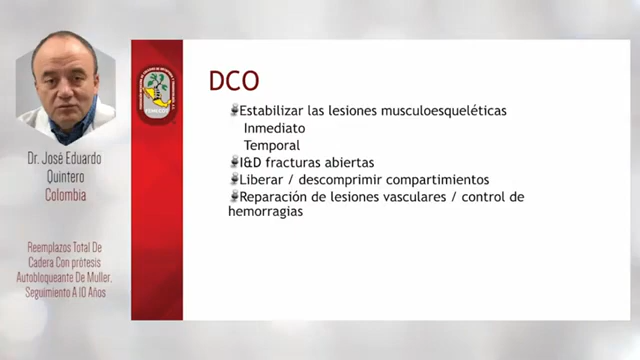 Dr. José Eduardo
Quintero
Colombia
Reemplazos Total De
Cadera Con prótesis
Autobloqueante De Muller.
Seguimiento A 10 Años
DCO
Estabilizar las lesiones musculoesqueléticas
Inmediato
Temporal
I&D fracturas abiertas
Liberar / descomprimir compartimientos
Reparación de lesiones vasculares / control de
hemorragias